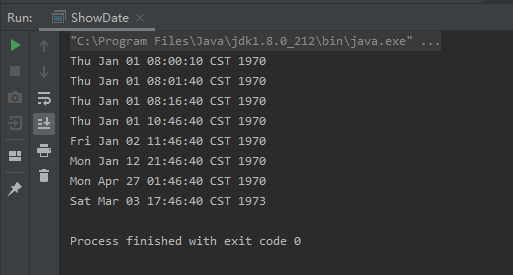 Run: ShowDate
"C:\Program Files\Java\jdk1.8.0_212\bin\java.exe" ...
Thu Jan 01 08:00:10 CST 1970
Thu Jan 01 08:01:40 CST 1970
Thu Jan 01 08:16:40 CST 1970
Thu Jan 01 10:46:40 CST 1970
Fri Jan 02 11:46:40 CST 1970
Mon Jan 12 21:46:40 CST 1970
Mon Apr 27 01:46:40 CST 1970
Sat Mar 03 17:46:40 CST 1973
Process finished with exit code 0